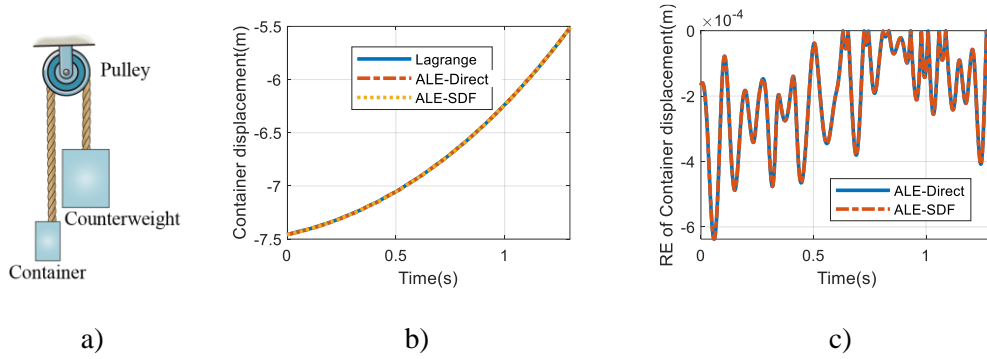 Pulley
Counterweight
Container
a)
-5.5
-6
-6.5
-7
-7.5
Container displacement(m)
Lagrange
ALE-Direct
ALE-SDF
0
0.5
1
Time(s)
b)
×10⁻⁴
0
-2
-4
-6
RE of Container displacement(m)
ALE-Direct
ALE-SDF
0
0.5
1
Time(s)
c)